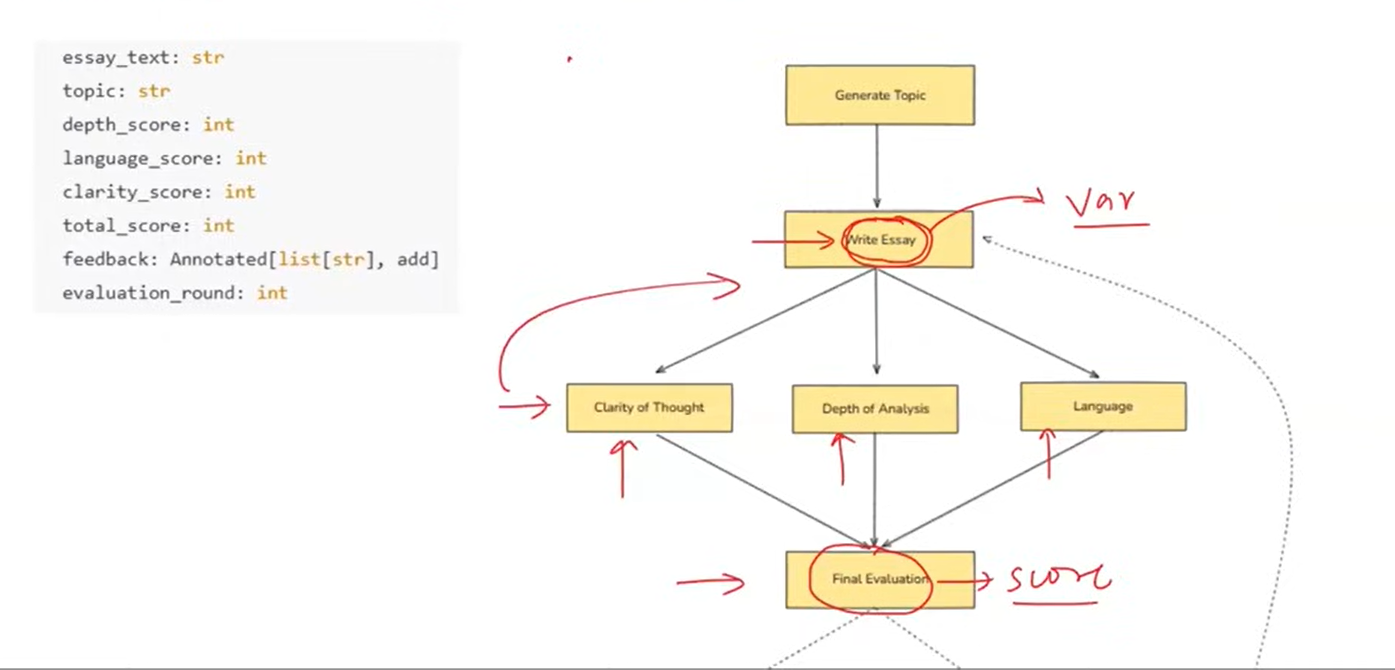 essay_text: str
topic: str
depth_score: int
language_score: int
clarity_score: int
total_score: int
feedback: Annotated[list[str], add]
evaluation_round: int
Generate Topic
Write Essay
Var
Clarity of Thought
Depth of Analysis
Language
Final Evaluation
score